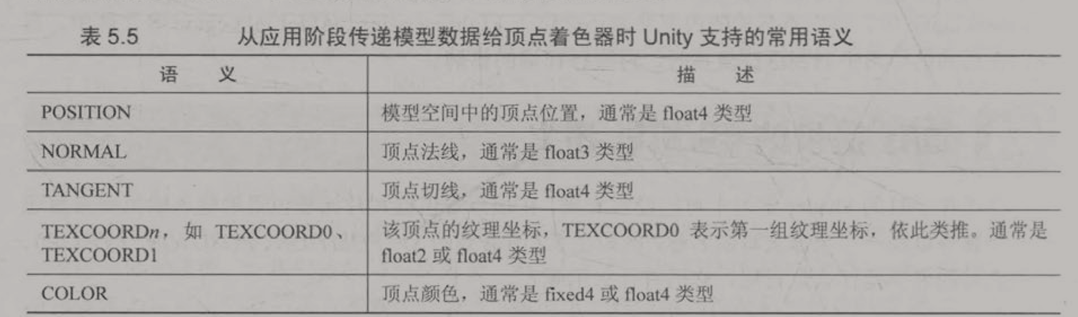 表 5.5 从应用阶段传递模型数据给顶点着色器时 Unity 支持的常用语义
语 义 描 述
POSITION 模型空间中的顶点位置，通常是 float4 类型
NORMAL 顶点法线，通常是 float3 类型
TANGENT 顶点切线，通常是 float4 类型
TEXCOORDn，如 TEXCOORD0、 该顶点的纹理坐标，TEXCOORD0 表示第一组纹理坐标，依此类推。通常是
TEXCOORD1 float2 或 float4 类型
COLOR 顶点颜色，通常是 fixed4 或 float4 类型